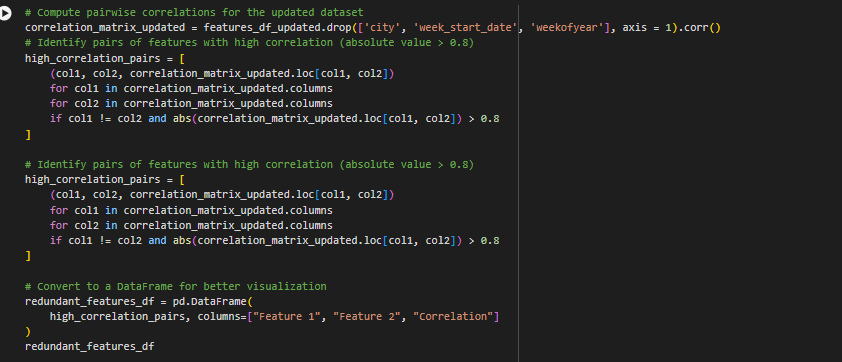 # Compute pairwise correlations for the updated dataset
correlation_matrix_updated = features_df_updated.drop(['city', 'week_start_date', 'weekofyear'], axis = 1).corr()
# Identify pairs of features with high correlation (absolute value > 0.8)
high_correlation_pairs = [
    (col1, col2, correlation_matrix_updated.loc[col1, col2])
    for col1 in correlation_matrix_updated.columns
    for col2 in correlation_matrix_updated.columns
    if col1 != col2 and abs(correlation_matrix_updated.loc[col1, col2]) > 0.8
]

# Identify pairs of features with high correlation (absolute value > 0.8)
high_correlation_pairs = [
    (col1, col2, correlation_matrix_updated.loc[col1, col2])
    for col1 in correlation_matrix_updated.columns
    for col2 in correlation_matrix_updated.columns
    if col1 != col2 and abs(correlation_matrix_updated.loc[col1, col2]) > 0.8
]

# Convert to a DataFrame for better visualization
redundant_features_df = pd.DataFrame(
    high_correlation_pairs, columns=["Feature 1", "Feature 2", "Correlation"]
)
redundant_features_df